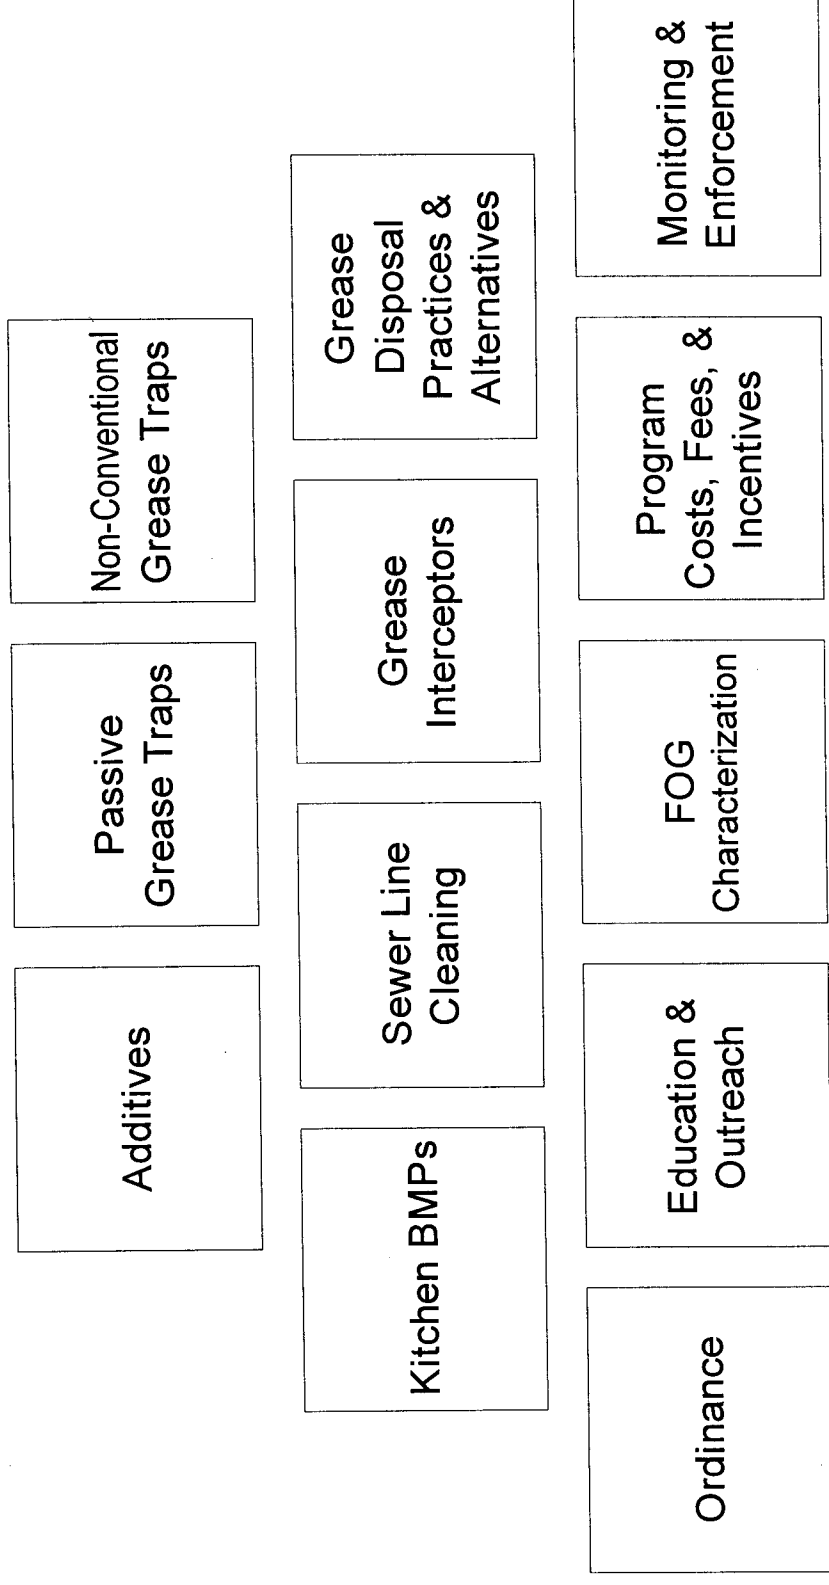 Additives
Passive
Grease Traps
Non-Conventional
Grease Traps
Kitchen BMPs
Sewer Line
Cleaning
Grease
Interceptors
Grease
Disposal
Practices &
Alternatives
Ordinance
Education &
Outreach
FOG
Characterization
Program
Costs, Fees, &
Incentives
Monitoring &
Enforcement